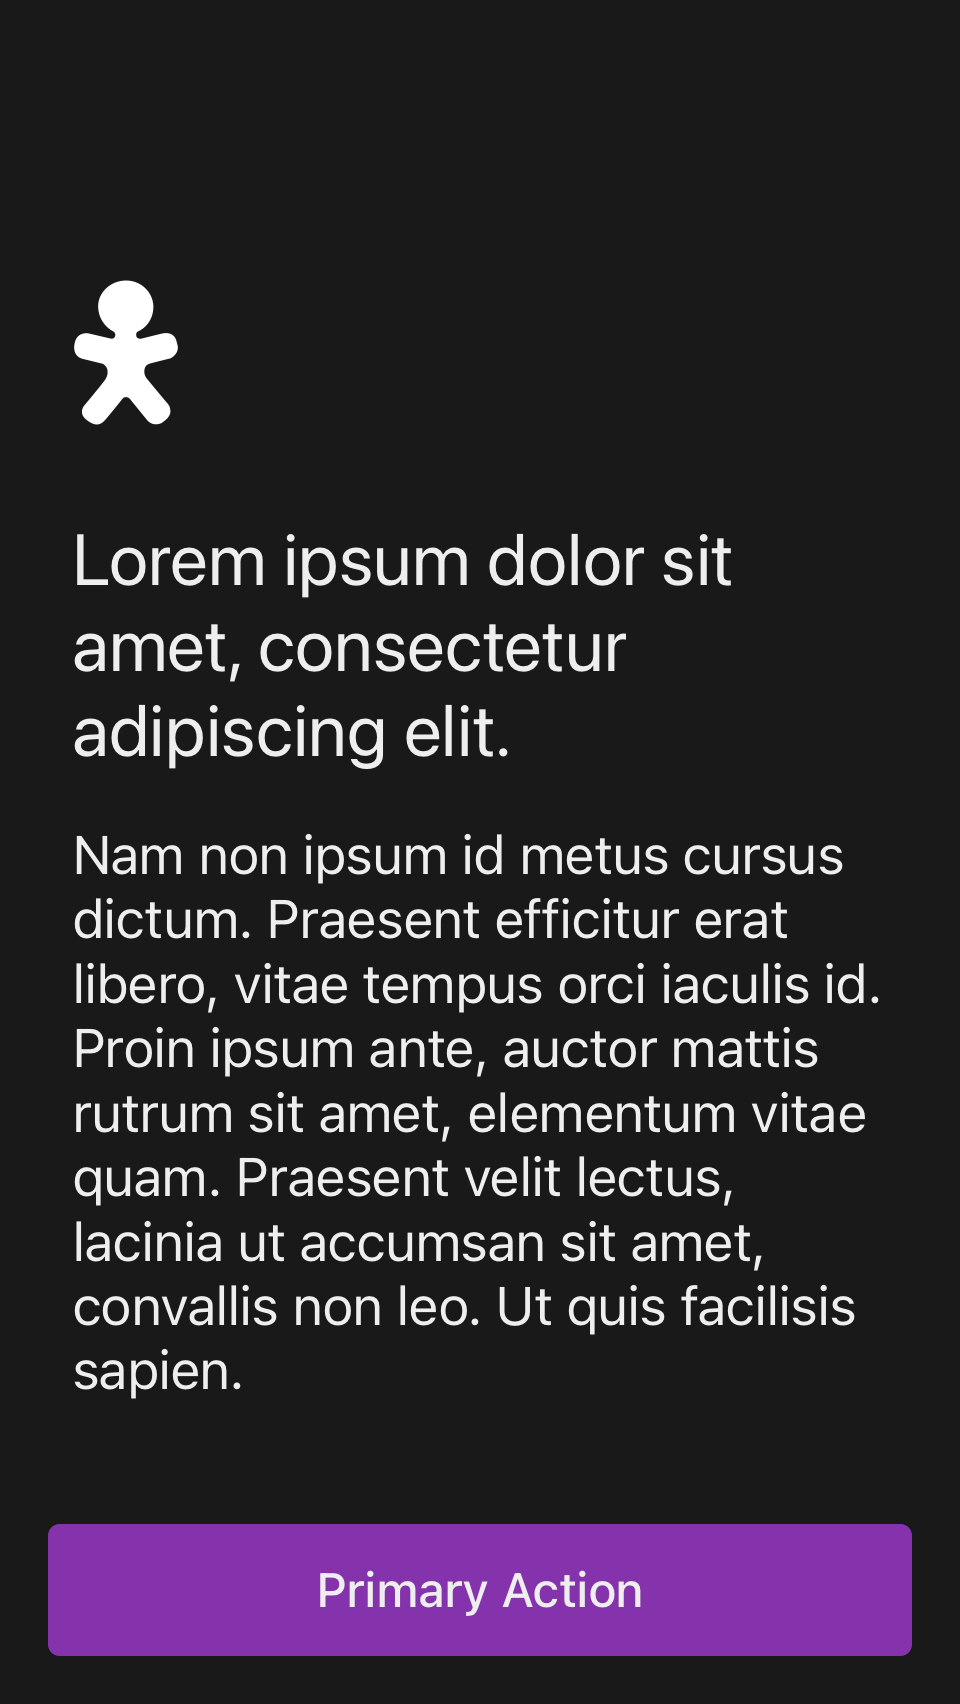 Lorem ipsum dolor sit
amet, consectetur
adipiscing elit.
Nam non ipsum id metus cursus
dictum. Praesent efficitur erat
libero, vitae tempus orci iaculis id.
Proin ipsum ante, auctor mattis
rutrum sit amet, elementum vitae
quam. Praesent velit lectus,
lacinia ut accumsan sit amet,
convallis non leo. Ut quis facilisis
sapien.
Primary Action